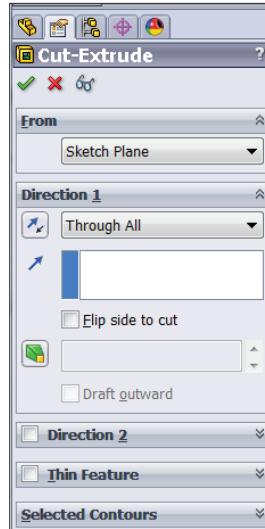 Cut-Extrude ?
From
Sketch Plane
Direction 1
Through All
Flip side to cut
Draft outward
Direction 2
Thin Feature
Selected Contours